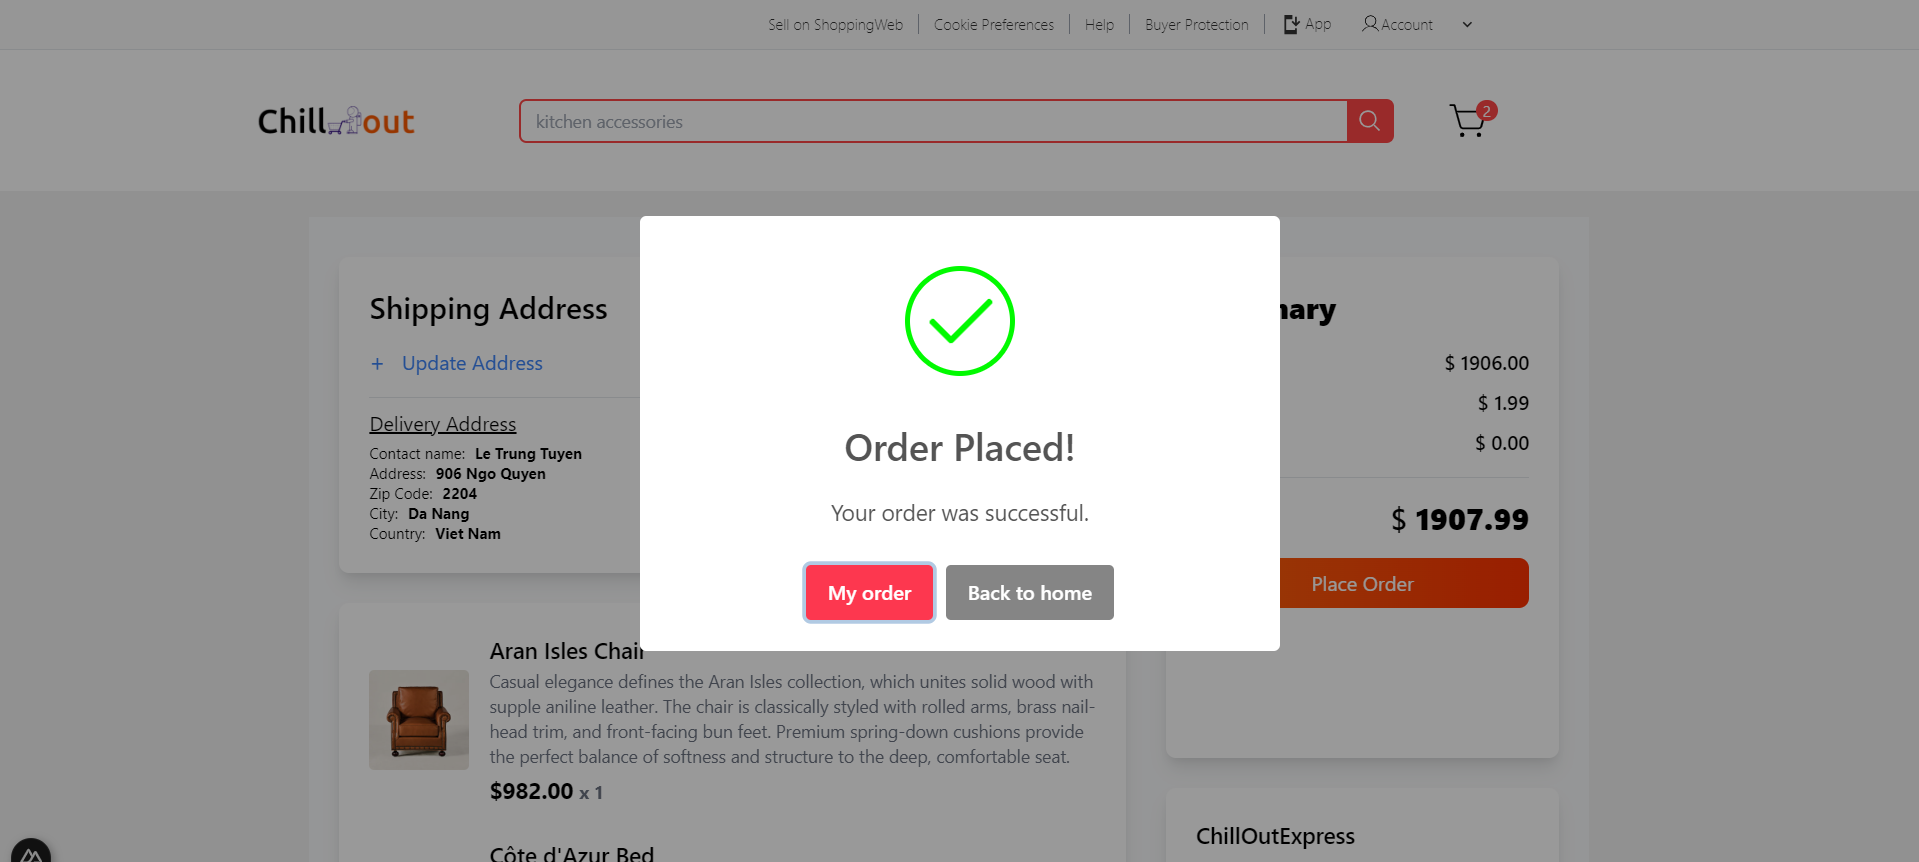 Sell on ShoppingWeb
Cookie Preferences
Help
Buyer Protection
App
Account
Chillout
kitchen accessories
2
Shipping Address
+ Update Address
Delivery Address
Contact name: Le Trung Tuyen
Address: 906 Ngo Quyen
Zip Code: 2204
City: Da Nang
Country: Viet Nam
Order Placed!
Your order was successful.
My order
Back to home
$ 1906.00
$ 1.99
$ 0.00
$ 1907.99
Place Order
Aran Isles Chair
Casual elegance defines the Aran Isles collection, which unites solid wood with
supple aniline leather. The chair is classically styled with rolled arms, brass nail-
head trim, and front-facing bun feet. Premium spring-down cushions provide
the perfect balance of softness and structure to the deep, comfortable seat.
$982.00 x 1
Côte d'Azur Bed
ChillOutExpress